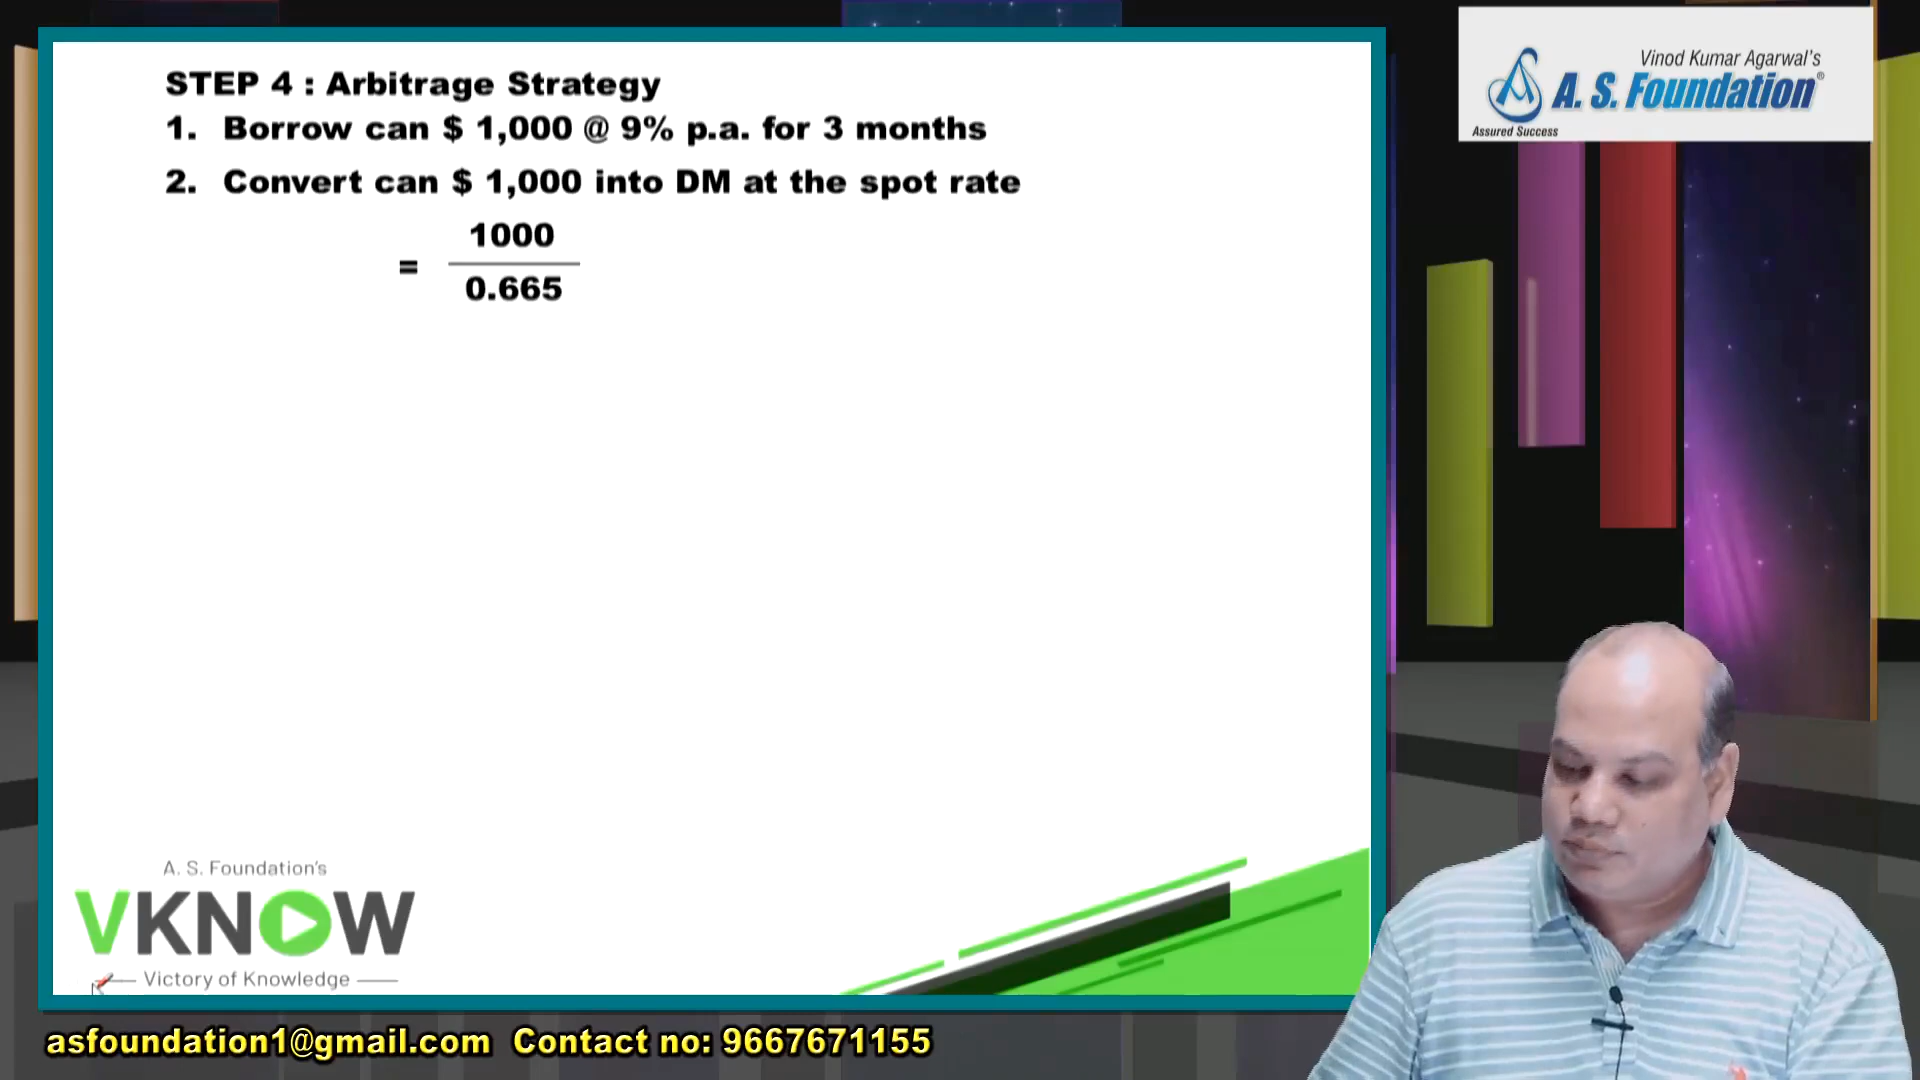 STEP 4 : Arbitrage Strategy
1. Borrow can $ 1,000 @ 9% p.a. for 3 months
2. Convert can $ 1,000 into DM at the spot rate
1000
=
0.665
Vinod Kumar Agarwal's
A. S. Foundation®
Assured Success
A. S. Foundation's
VKNOW
Victory of Knowledge
asfoundation1@gmail.com Contact no: 9667671155